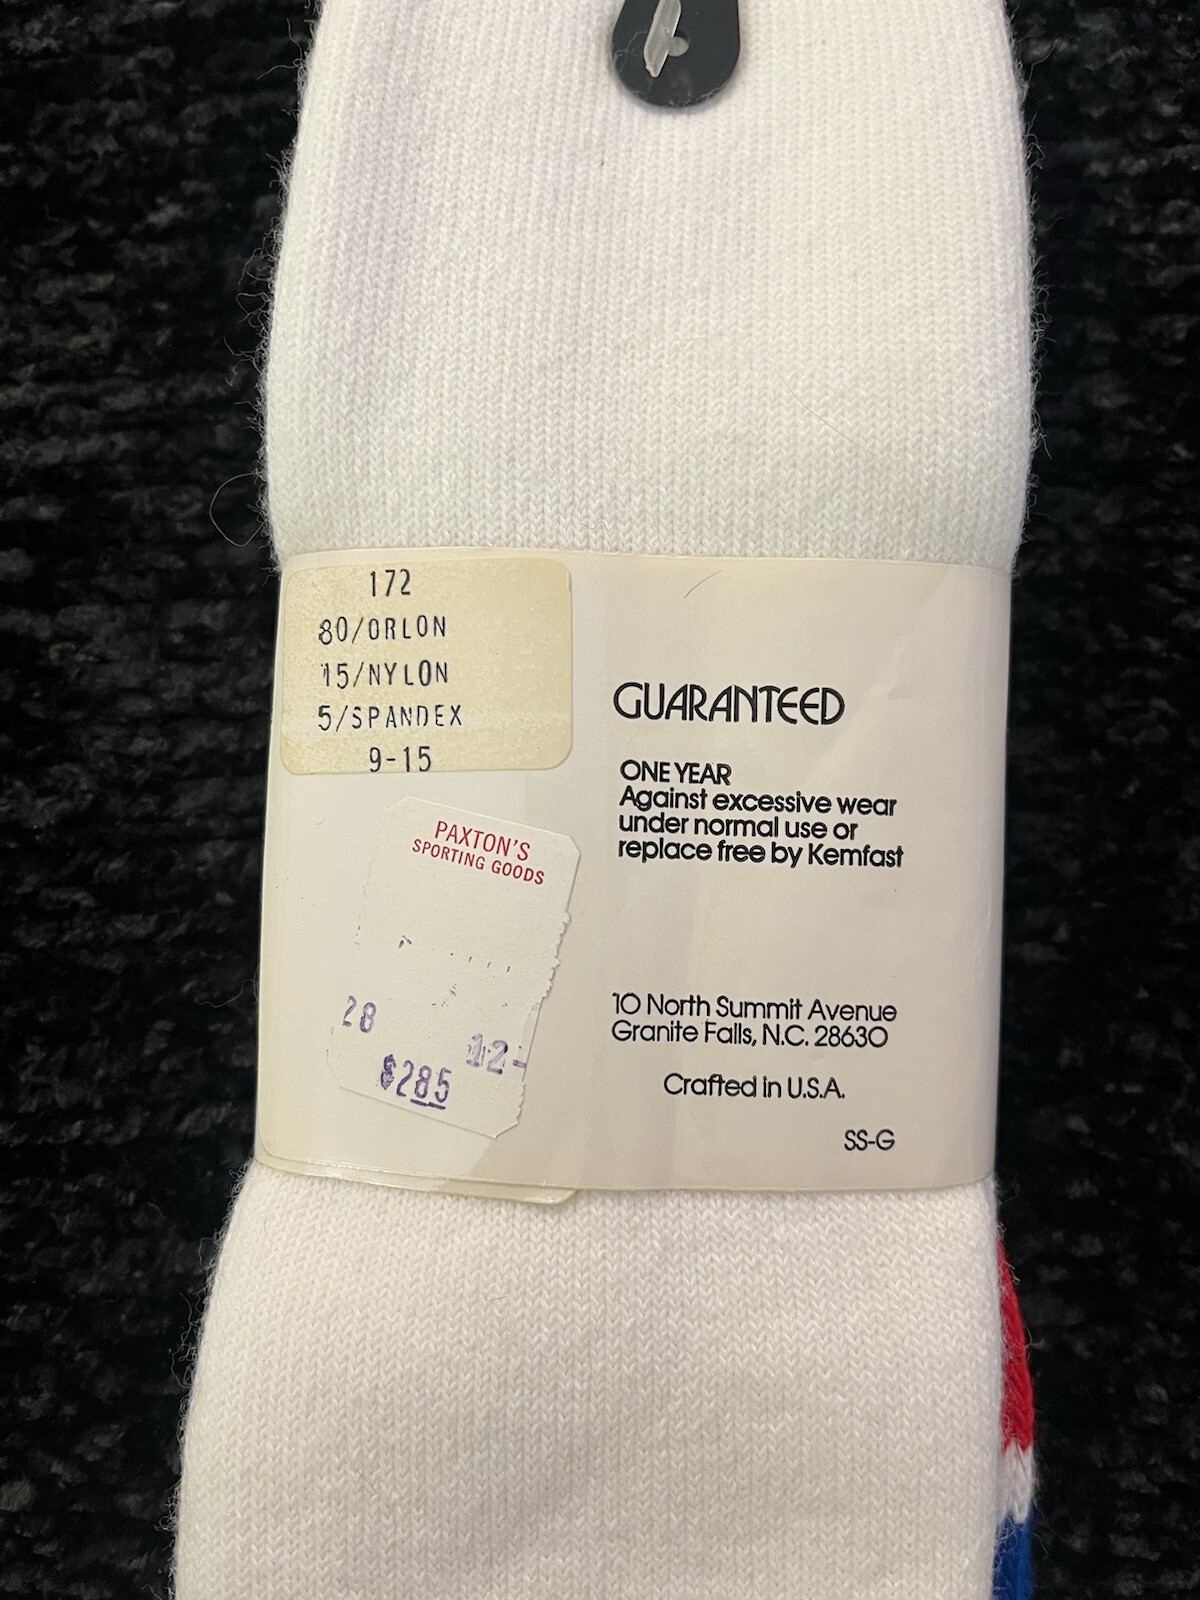 172
80/ORLON
15/NYLON
5/SPANDEX
9-15
PAXTON'S
SPORTING GOODS
28
12-
$285
GUARANTEED
ONE YEAR
Against excessive wear
under normal use or
replace free by Kemfast
10 North Summit Avenue
Granite Falls, N.C. 28630
Crafted in U.S.A.
SS-G